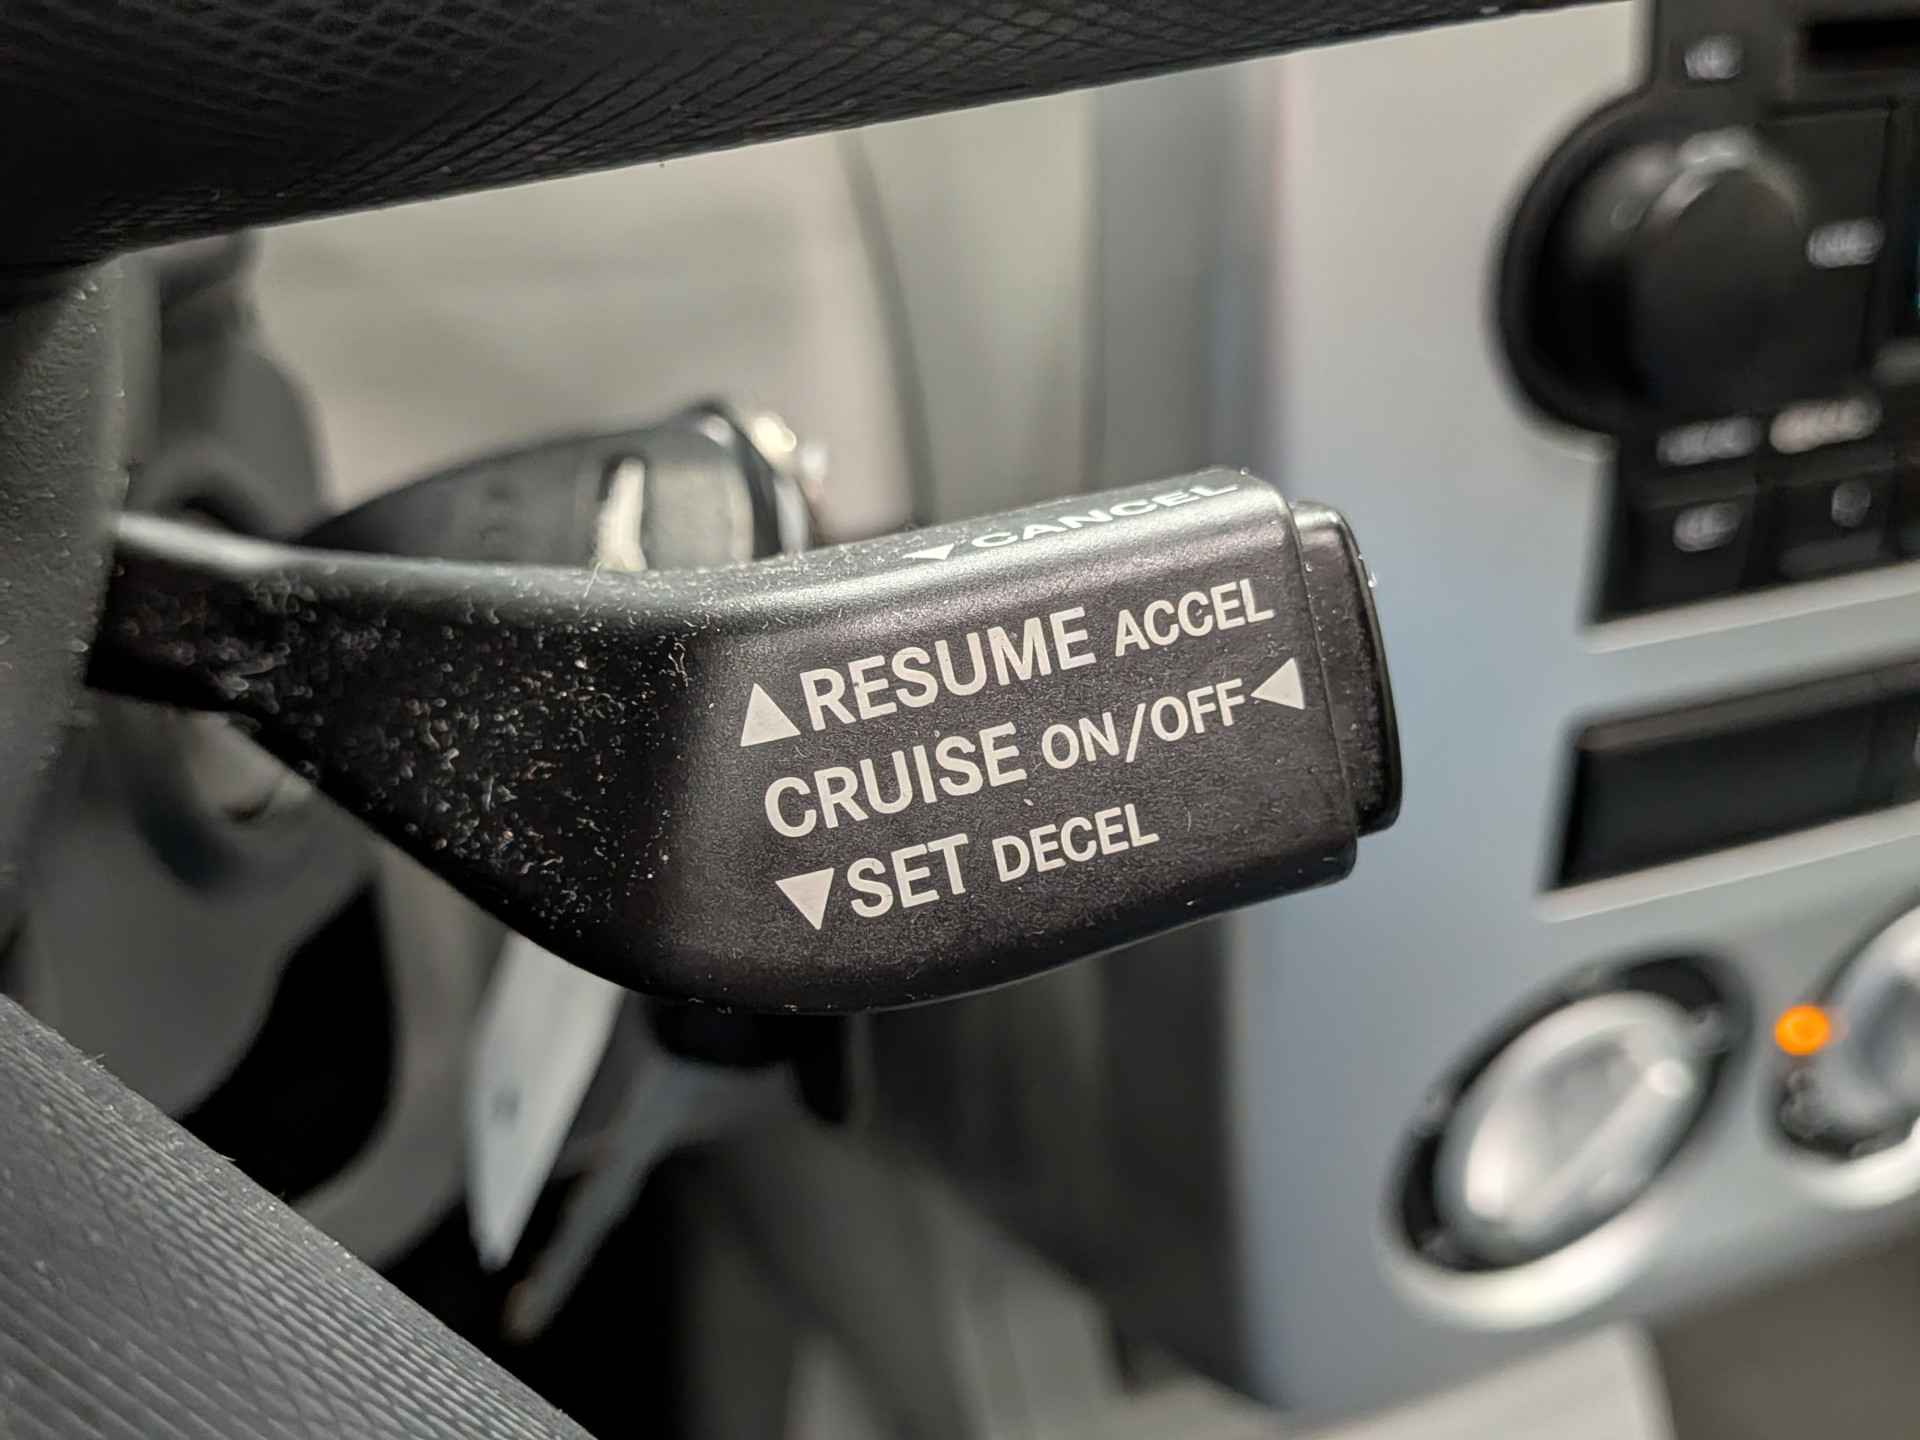 ▼CANCEL
▲RESUME ACCEL
CRUISE ON/OFF◀
▼SET DECEL